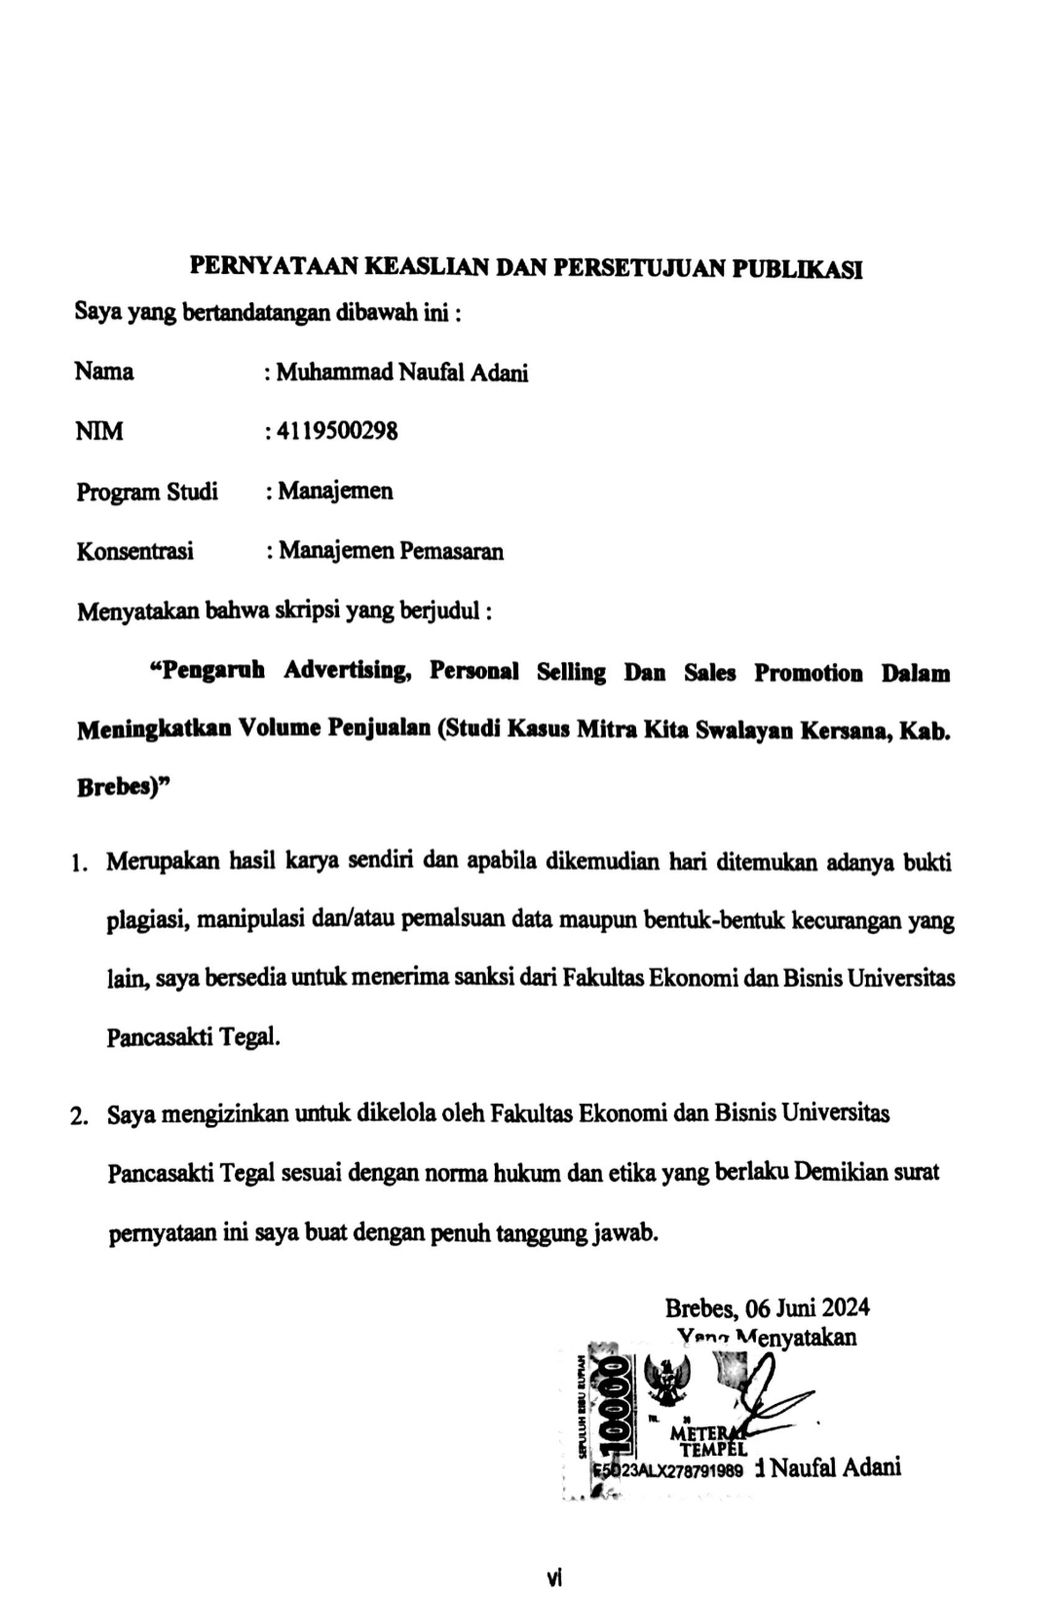 PERNYATAAN KEASLIAN DAN PERSETUJUAN PUBLIKASI
Saya yang bertandatangan dibawah ini :
Nama : Muhammad Naufal Adani
NIM : 4119500298
Program Studi : Manajemen
Konsentrasi : Manajemen Pemasaran
Menyatakan bahwa skripsi yang berjudul :
“Pengaruh Advertising, Personal Selling Dan Sales Promotion Dalam
Meningkatkan Volume Penjualan (Studi Kasus Mitra Kita Swalayan Kersana, Kab.
Brebes)”
1. Merupakan hasil karya sendiri dan apabila dikemudian hari ditemukan adanya bukti
plagiasi, manipulasi dan/atau pemalsuan data maupun bentuk-bentuk kecurangan yang
lain, saya bersedia untuk menerima sanksi dari Fakultas Ekonomi dan Bisnis Universitas
Pancasakti Tegal.
2. Saya mengizinkan untuk dikelola oleh Fakultas Ekonomi dan Bisnis Universitas
Pancasakti Tegal sesuai dengan norma hukum dan etika yang berlaku Demikian surat
pernyataan ini saya buat dengan penuh tanggung jawab.
Brebes, 06 Juni 2024
Yang Menyatakan
SEPULUH RIBU RUPIAH
10000
METERAI
TEMPEL
F5D23ALX278791989
Naufal Adani
vi